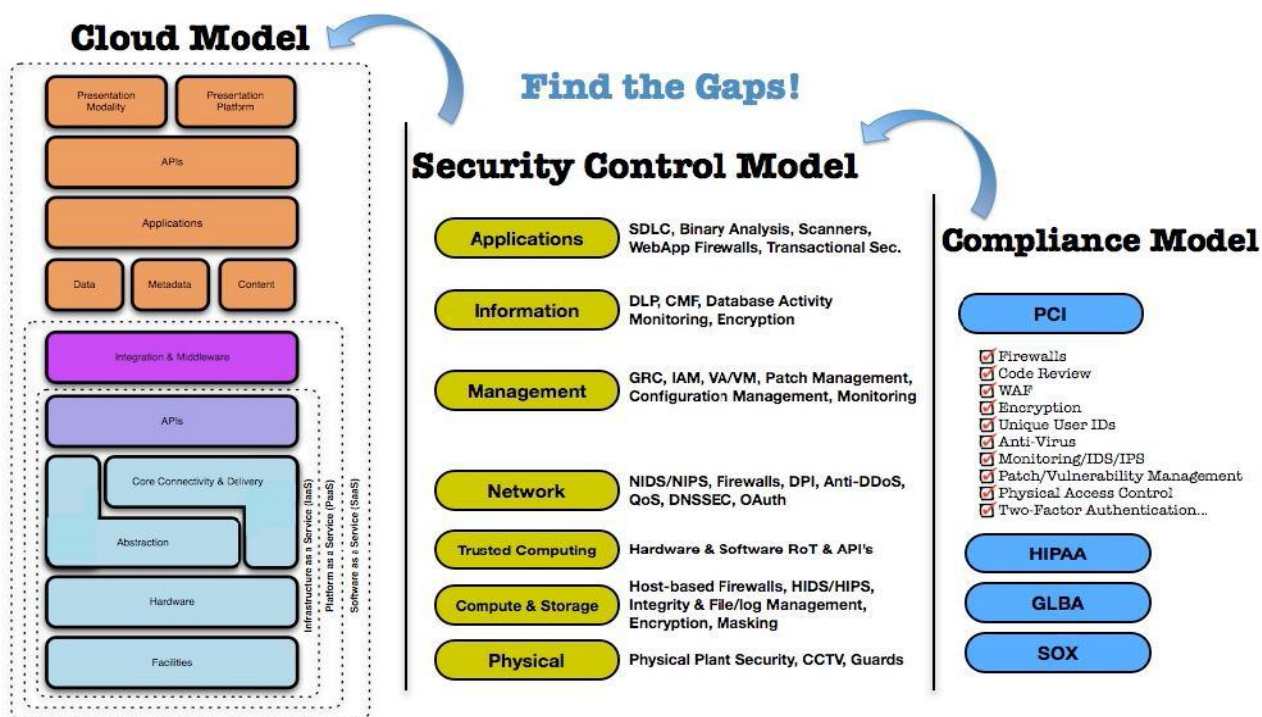 Cloud Model
Presentation
Modality
Presentation
Platform
APIs
Applications
Data
Metadata
Content
Integration & Middleware
APIs
Core Connectivity & Delivery
Abstraction
Hardware
Facilities
Infrastructure as a Service (IaaS)
Platform as a Service (PaaS)
Software as a Service (SaaS)
Find the Gaps!
Security Control Model
Applications
SDLC, Binary Analysis, Scanners,
WebApp Firewalls, Transactional Sec.
Information
DLP, CMF, Database Activity
Monitoring, Encryption
Management
GRC, IAM, VA/VM, Patch Management,
Configuration Management, Monitoring
Network
NIDS/NIPS, Firewalls, DPI, Anti-DDoS,
QoS, DNSSEC, OAuth
Trusted Computing
Hardware & Software RoT & API's
Compute & Storage
Host-based Firewalls, HIDS/HIPS,
Integrity & File/log Management,
Encryption, Masking
Physical
Physical Plant Security, CCTV, Guards
Compliance Model
PCI
Firewalls
Code Review
WAF
Encryption
Unique User IDs
Anti-Virus
Monitoring/IDS/IPS
Patch/Vulnerability Management
Physical Access Control
Two-Factor Authentication...
HIPAA
GLBA
SOX